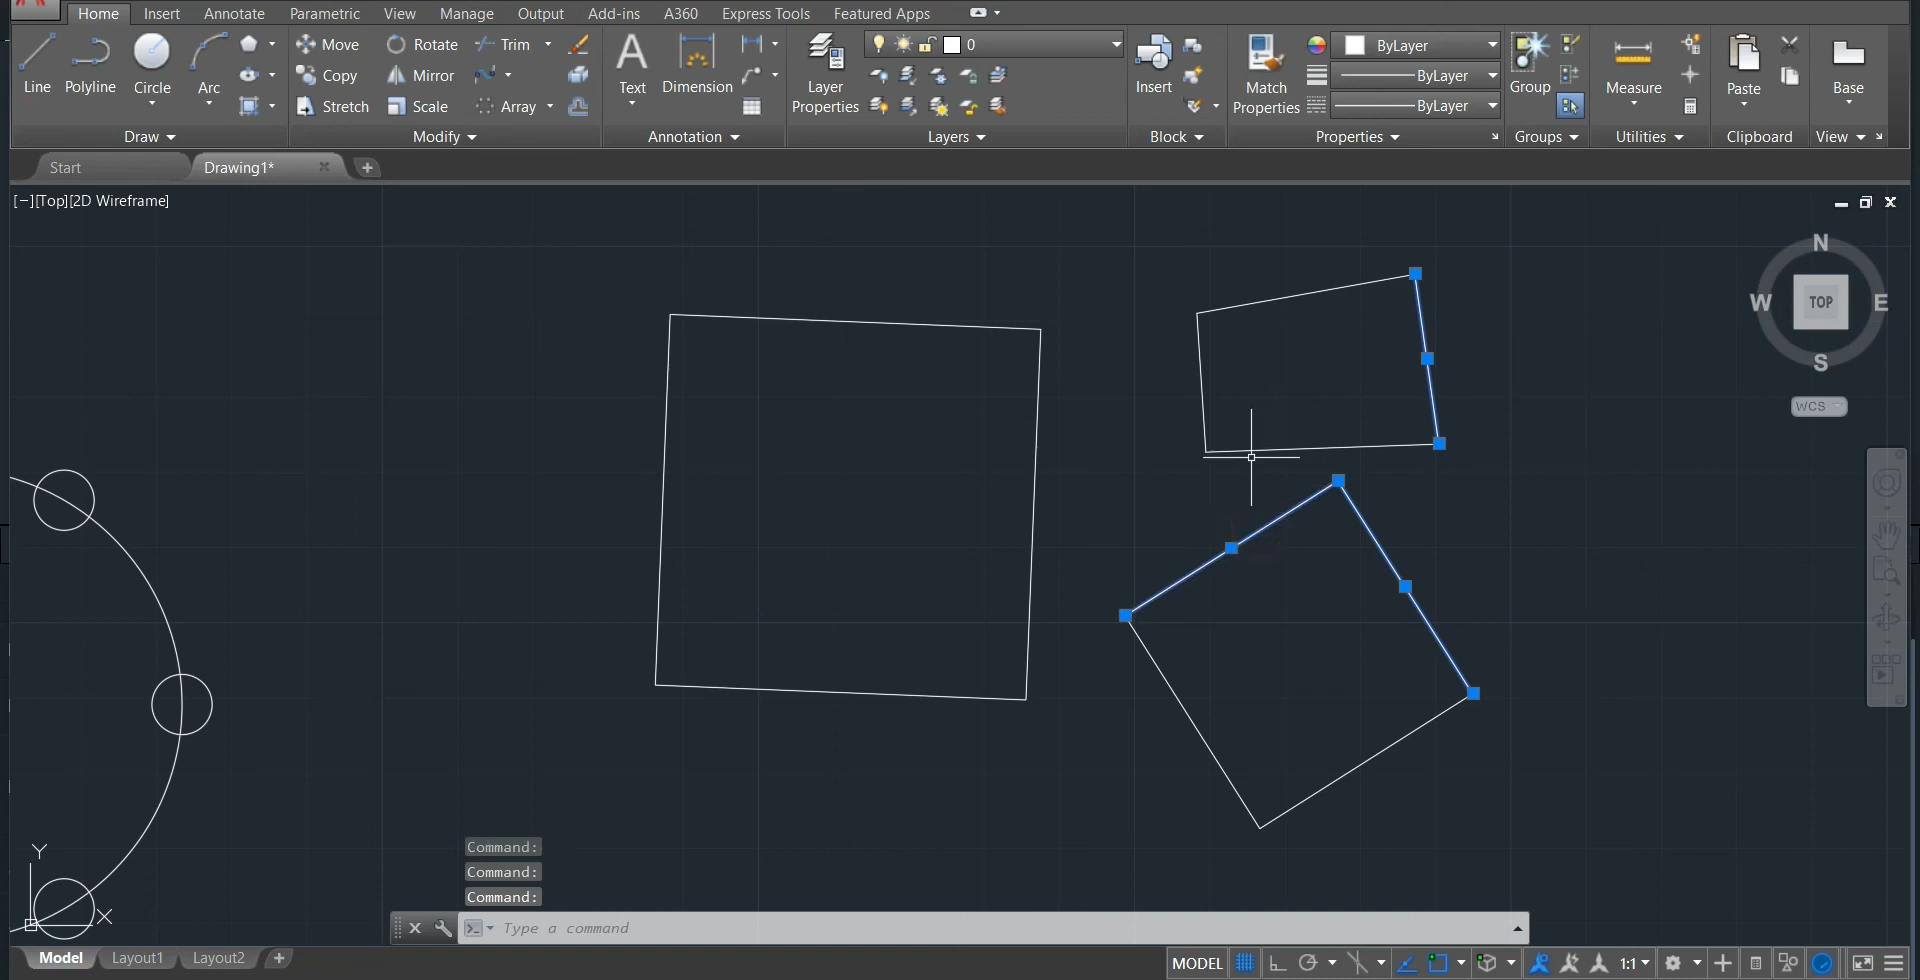 Home Insert Annotate Parametric View Manage Output Add-ins A360 Express Tools Featured Apps
Line Polyline Circle Arc
Move Rotate Trim
Copy Mirror
Stretch Scale Array
Text Dimension
Layer Properties
0
Insert
Match Properties
ByLayer
ByLayer
ByLayer
Group
Measure
Paste
Base
Draw Modify Annotation Layers Block Properties Groups Utilities Clipboard View
Start Drawing1*
[−][Top][2D Wireframe]
N
W TOP E
S
WCS
Y
X
Command:
Command:
Command:
Type a command
Model Layout1 Layout2
MODEL 1:1